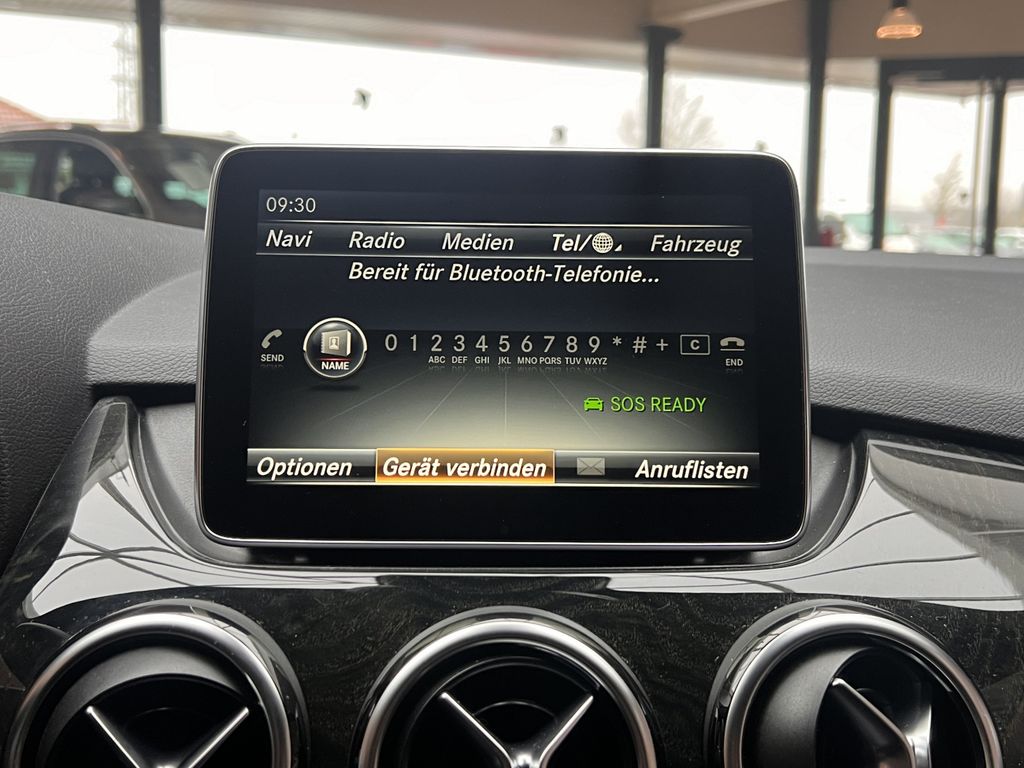 09:30
Navi Radio Medien Tel/ Fahrzeug
Bereit für Bluetooth-Telefonie...
SEND NAME 0 1 2 3 4 5 6 7 8 9 * # + C END
ABC DEF GHI JKL MNO PQRS TUV WXYZ
SOS READY
Optionen Gerät verbinden Anruflisten